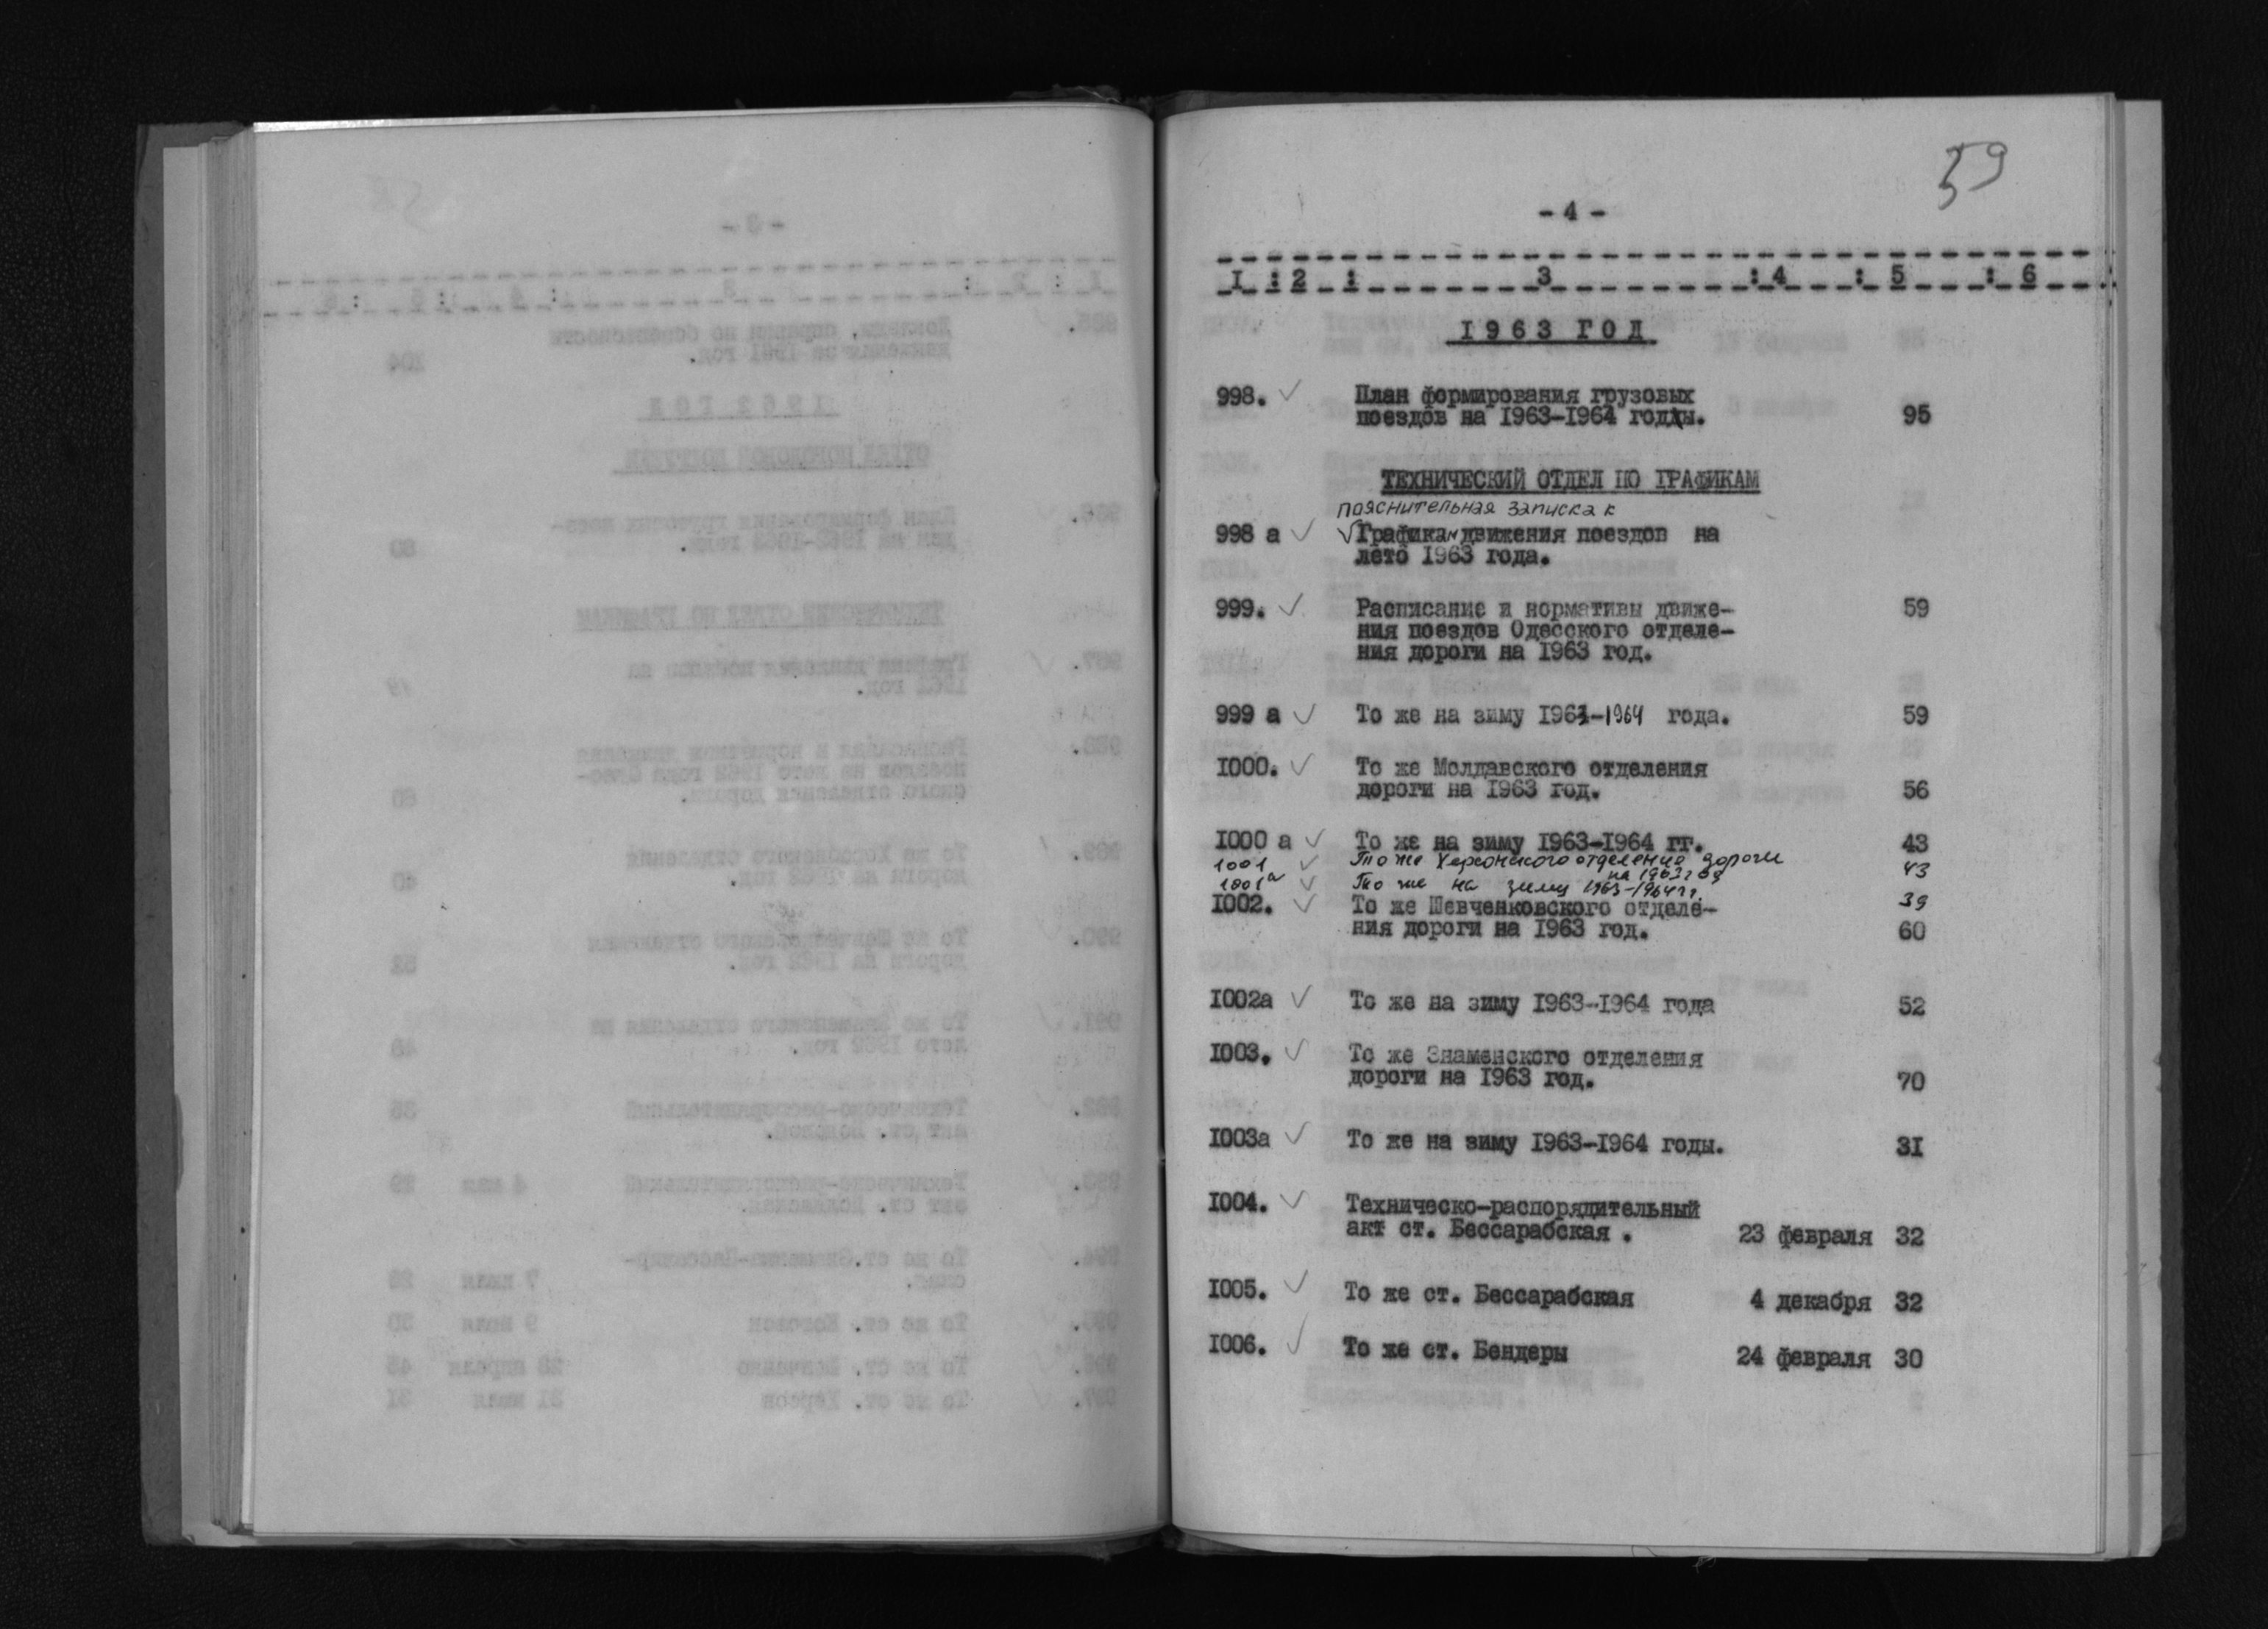 59
- 4 -
1 : 2 : 3 : 4 : 5 : 6
1963 ГОД
998. ✓ План формирования грузовых
поездов на 1963-1964 годы. 95
ТЕХНИЧЕСКИЙ ОТДЕЛ ПО ГРАФИКАМ
пояснительная записка к
998 а ✓ √Графикам движения поездов на
лето 1963 года.
999. ✓ Расписание и нормативы движе- 59
ния поездов Одесского отделе-
ния дороги на 1963 год.
999 а ✓ То же на зиму 1963-1964 года. 59
1000. ✓ То же Молдавского отделения
дороги на 1963 год. 56
1000 а ✓ То же на зиму 1963-1964 гг. 43
1001 ✓ То же Херсонского отделения дороги
на 1963 год 43
1001а ✓ То же на зиму 1963-1964 гг. 39
1002. ✓ То же Шевченковского отделе-
ния дороги на 1963 год. 60
1002а ✓ То же на зиму 1963-1964 года 52
1003. ✓ То же Знаменского отделения
дороги на 1963 год. 70
1003а ✓ То же на зиму 1963-1964 годы. 31
1004. ✓ Техническо-распорядительный
акт ст. Бессарабская . 23 февраля 32
1005. ✓ То же ст. Бессарабская 4 декабря 32
1006. ✓ То же ст. Бендеры 24 февраля 30